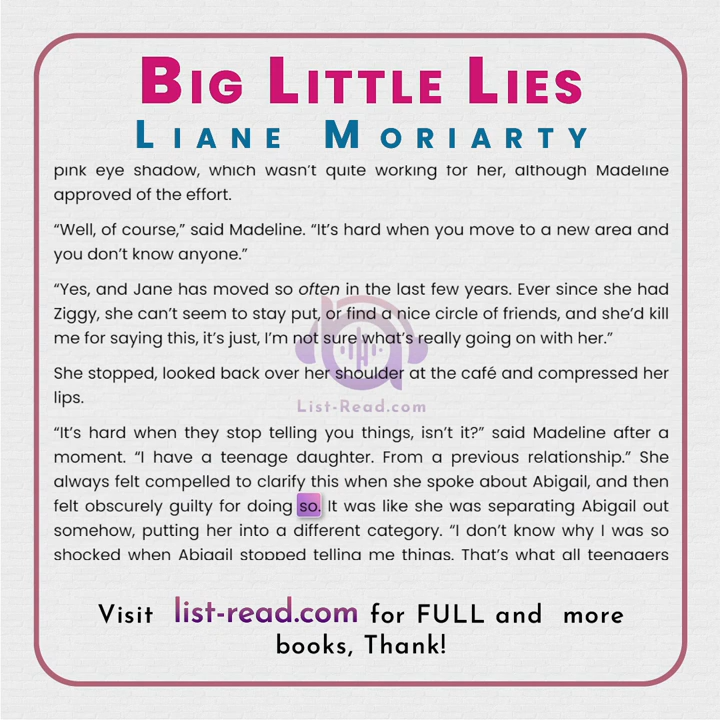 Big Little Lies
Liane Moriarty
pink eye shadow, which wasn't quite working for her, although Madeline
approved of the effort.
“Well, of course,” said Madeline. “It's hard when you move to a new area and
you don't know anyone.”
“Yes, and Jane has moved so often in the last few years. Ever since she had
Ziggy, she can't seem to stay put, or find a nice circle of friends, and she'd kill
me for saying this, it's just, I'm not sure what's really going on with her.”
She stopped, looked back over her shoulder at the café and compressed her
lips.
List-Read.com
“It's hard when they stop telling you things, isn't it?” said Madeline after a
moment. “I have a teenage daughter. From a previous relationship.” She
always felt compelled to clarify this when she spoke about Abigail, and then
felt obscurely guilty for doing so. It was like she was separating Abigail out
somehow, putting her into a different category. “I don't know why I was so
shocked when Abigail stopped telling me things. That's what all teenagers
Visit list-read.com for FULL and more
books, Thank!